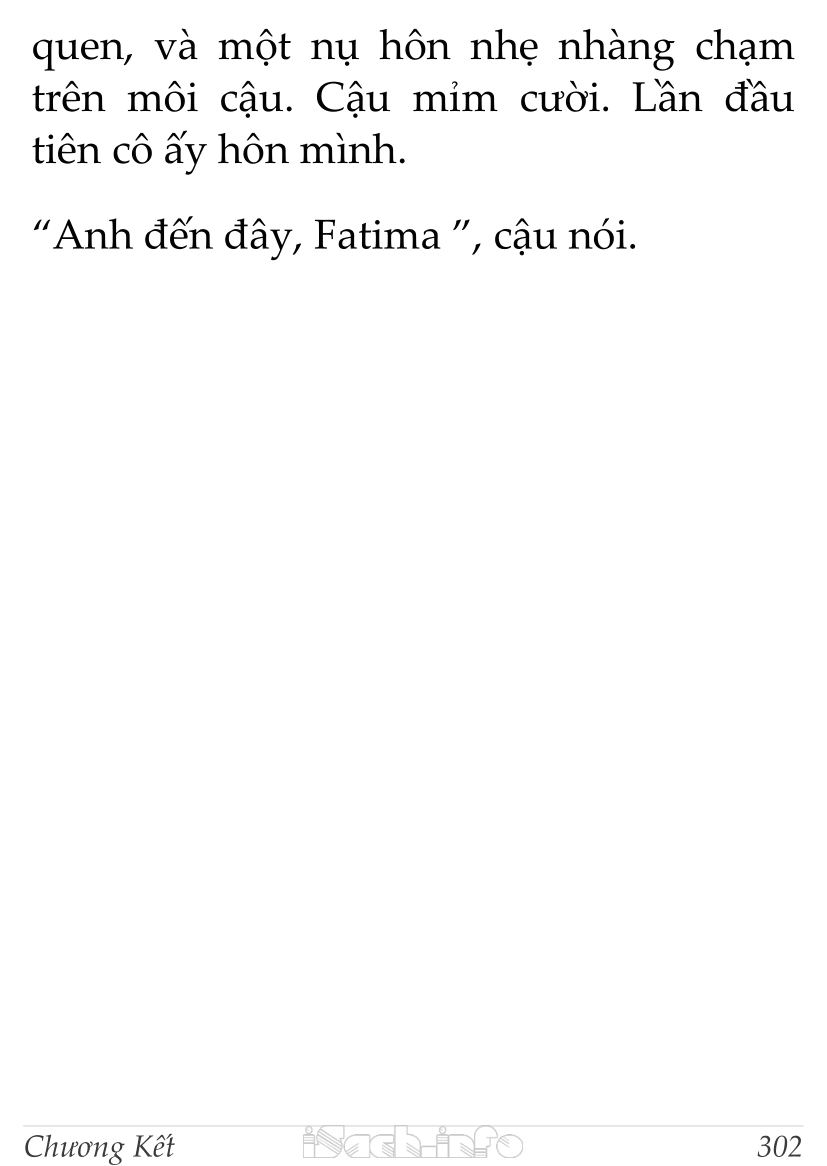 quen, và một nụ hôn nhẹ nhàng chạm
trên môi cậu. Cậu mỉm cười. Lần đầu
tiên cô ấy hôn mình.
“Anh đến đây, Fatima ”, cậu nói.
Chương Kết iSach.info 302